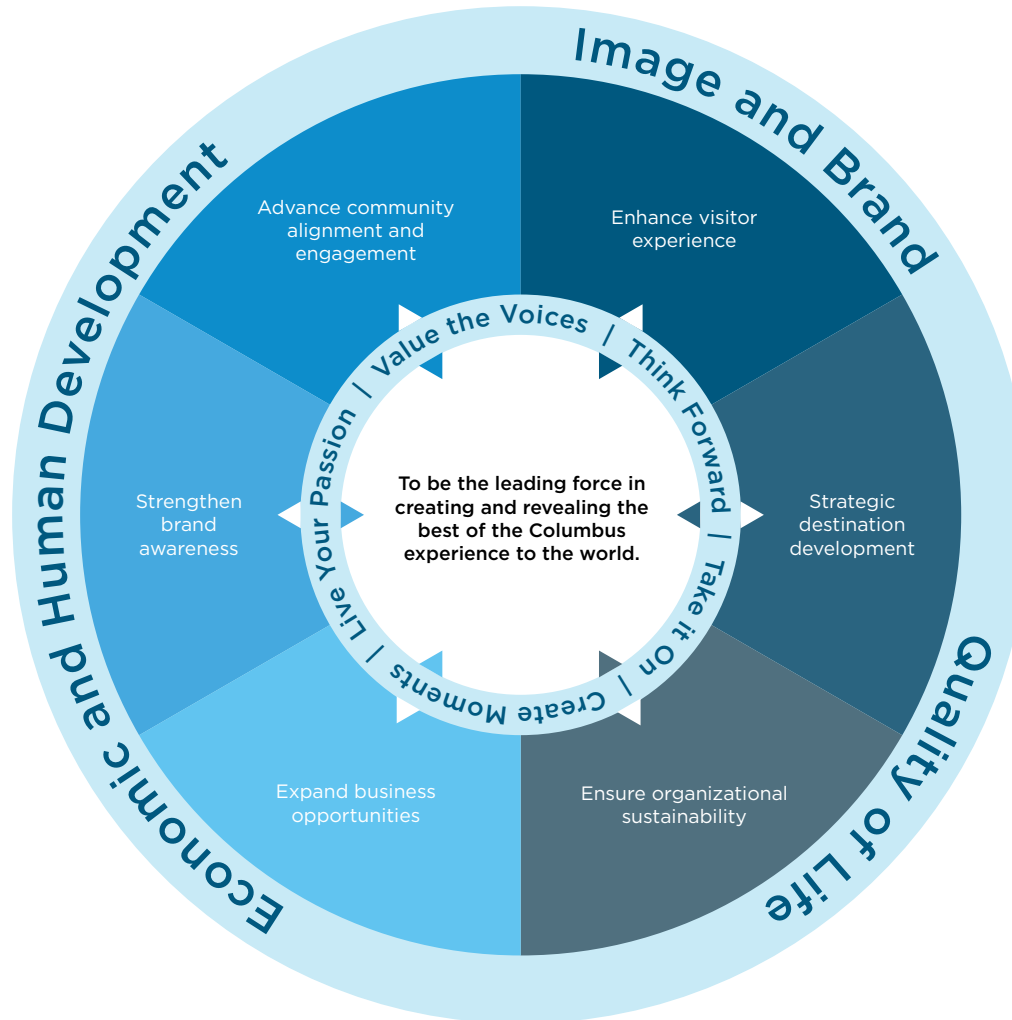 Image and Brand
Quality of Life
Economic and Human Development
Advance community
alignment and
engagement
Enhance visitor
experience
Strategic
destination
development
Ensure organizational
sustainability
Expand business
opportunities
Strengthen
brand
awareness
Value the Voices | Think Forward | Take it On | Create Moments | Live Your Passion |
To be the leading force in
creating and revealing the
best of the Columbus
experience to the world.